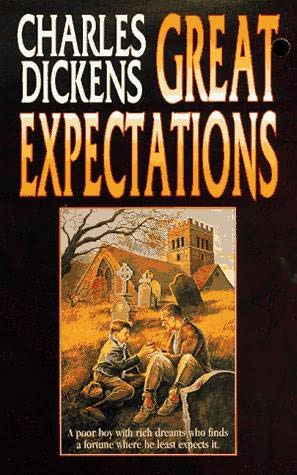 CHARLES
DICKENS
GREAT
EXPECTATIONS
A poor boy with rich dreams who finds
a fortune where he least expects it.